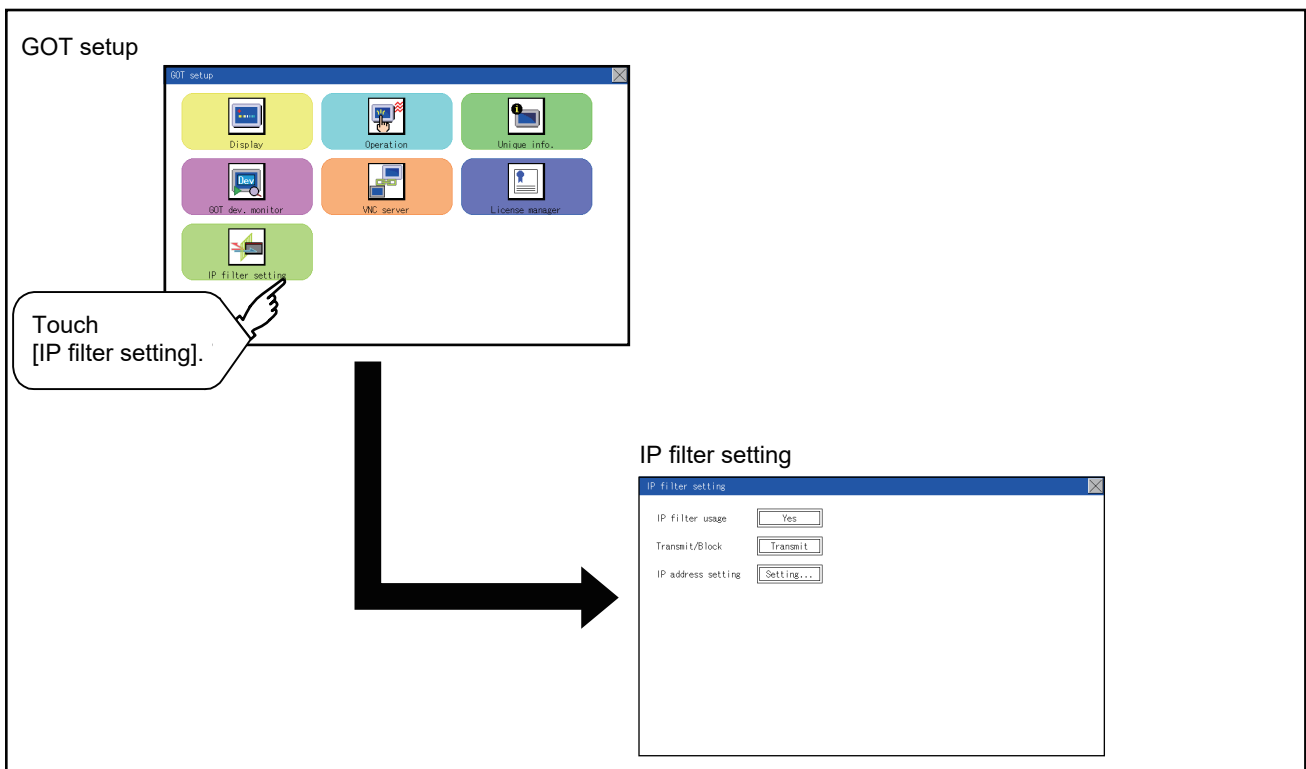 GOT setup
GOT setup
Display
Operation
Unique info.
Dev
GOT dev. monitor
VNC server
License manager
IP filter setting
Touch
[IP filter setting].
IP filter setting
IP filter setting
IP filter usage Yes
Transmit/Block Transmit
IP address setting Setting...